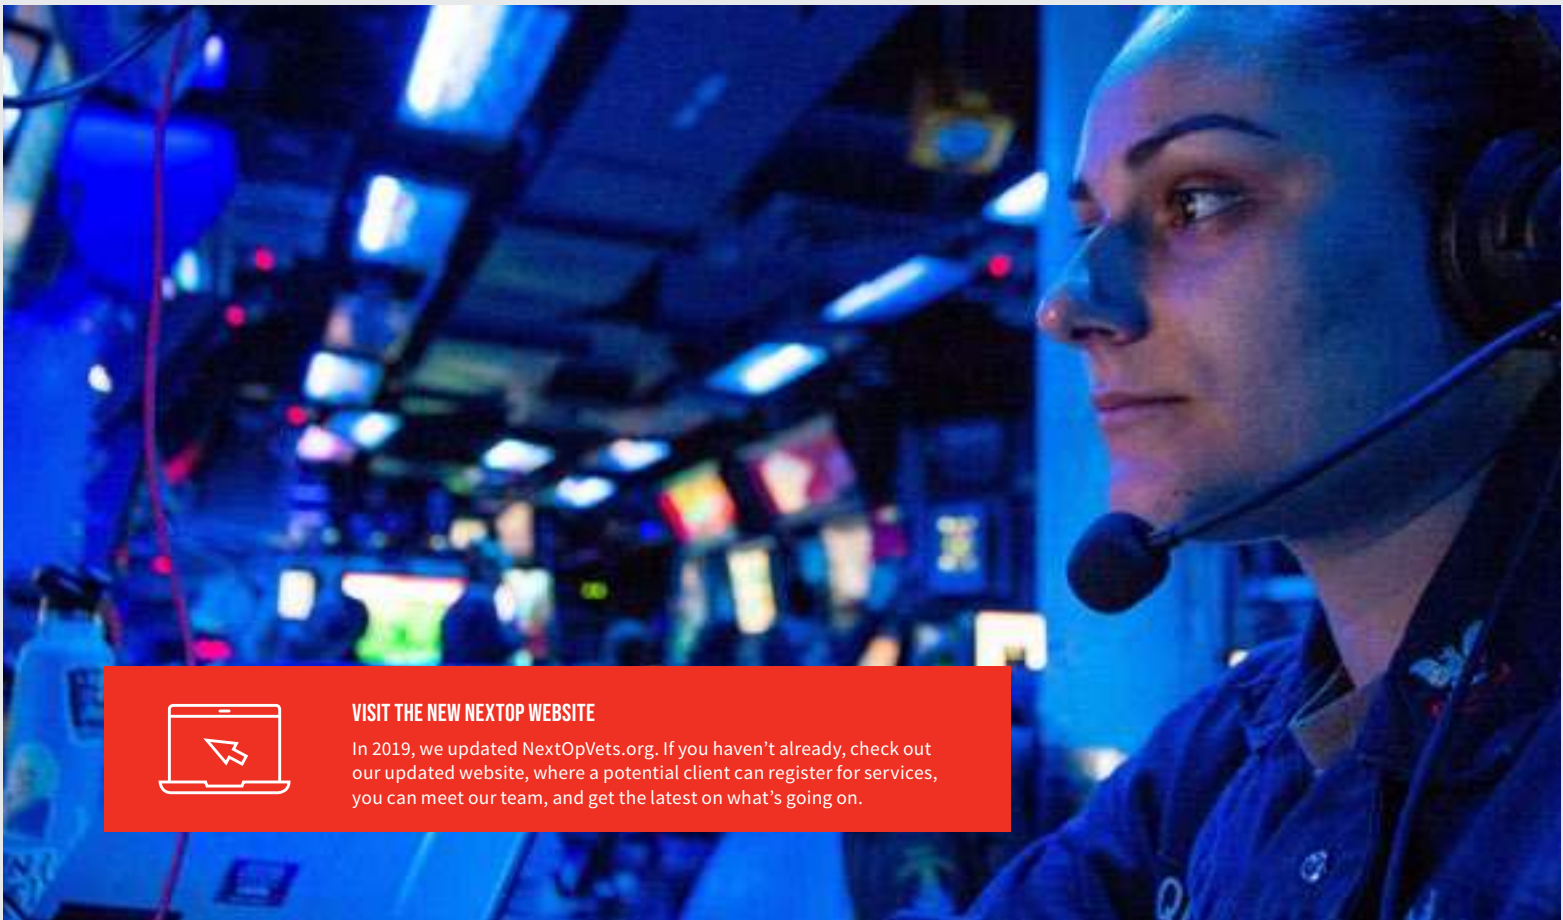 VISIT THE NEW NEXTOP WEBSITE
In 2019, we updated NextOpVets.org. If you haven’t already, check out
our updated website, where a potential client can register for services,
you can meet our team, and get the latest on what’s going on.